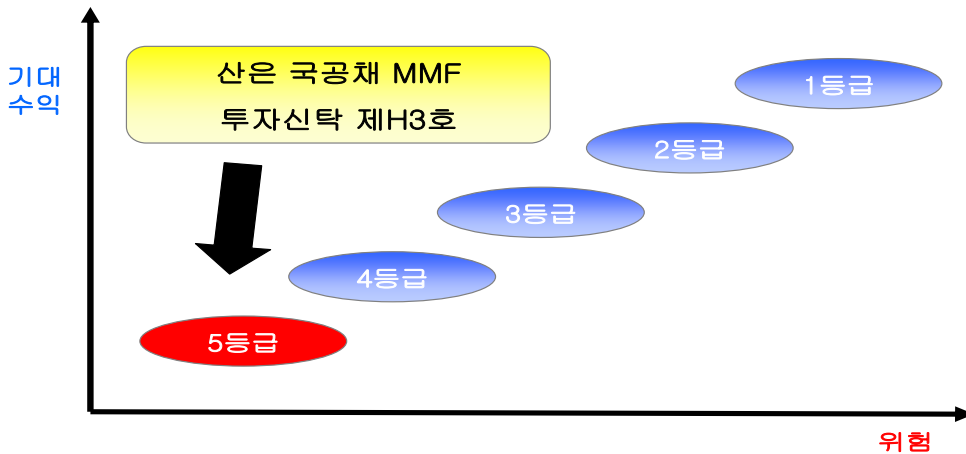 기대
수익
산은 국공채 MMF
투자신탁 제H3호
1등급
2등급
3등급
4등급
5등급
위험